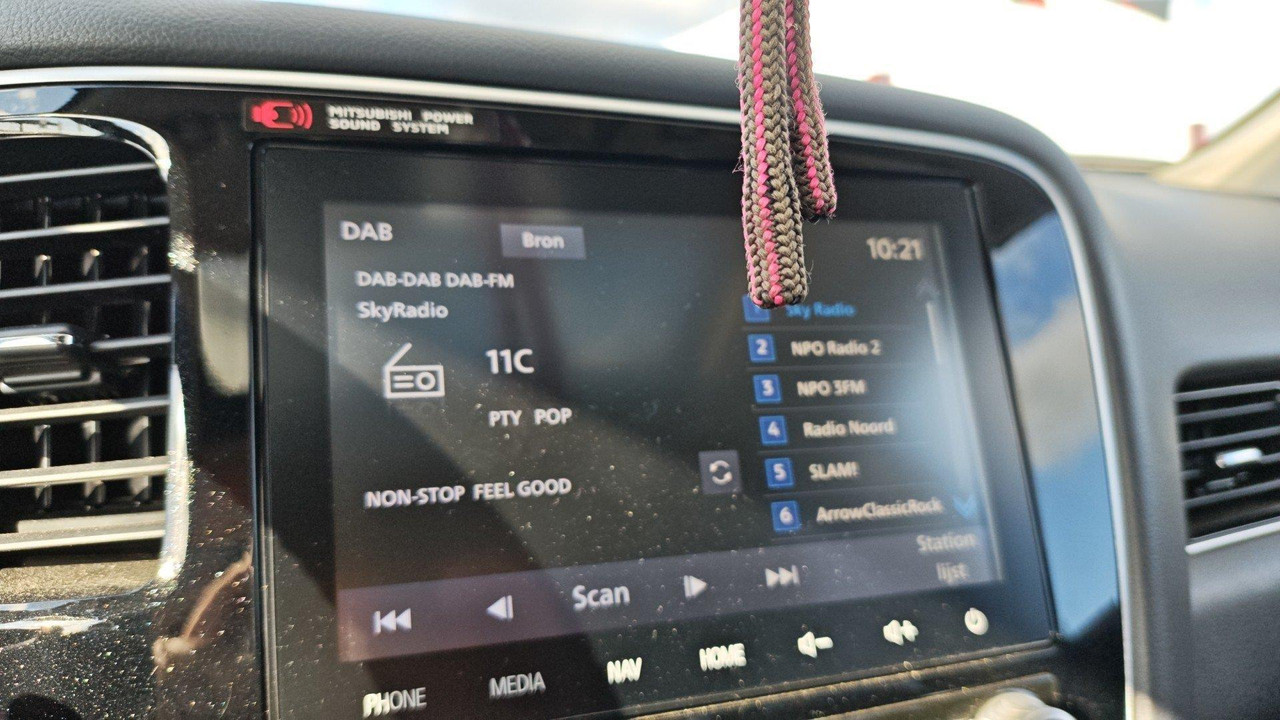 MITSUBISHI POWER
SOUND SYSTEM
DAB
Bron
10:21
DAB-DAB DAB-FM
SkyRadio
11C
PTY POP
NON-STOP FEEL GOOD
Sky Radio
2 NPO Radio 2
3 NPO 3FM
4 Radio Noord
5 SLAM!
6 ArrowClassicRock
Station
lijst
Scan
PHONE
MEDIA
NAV
HOME